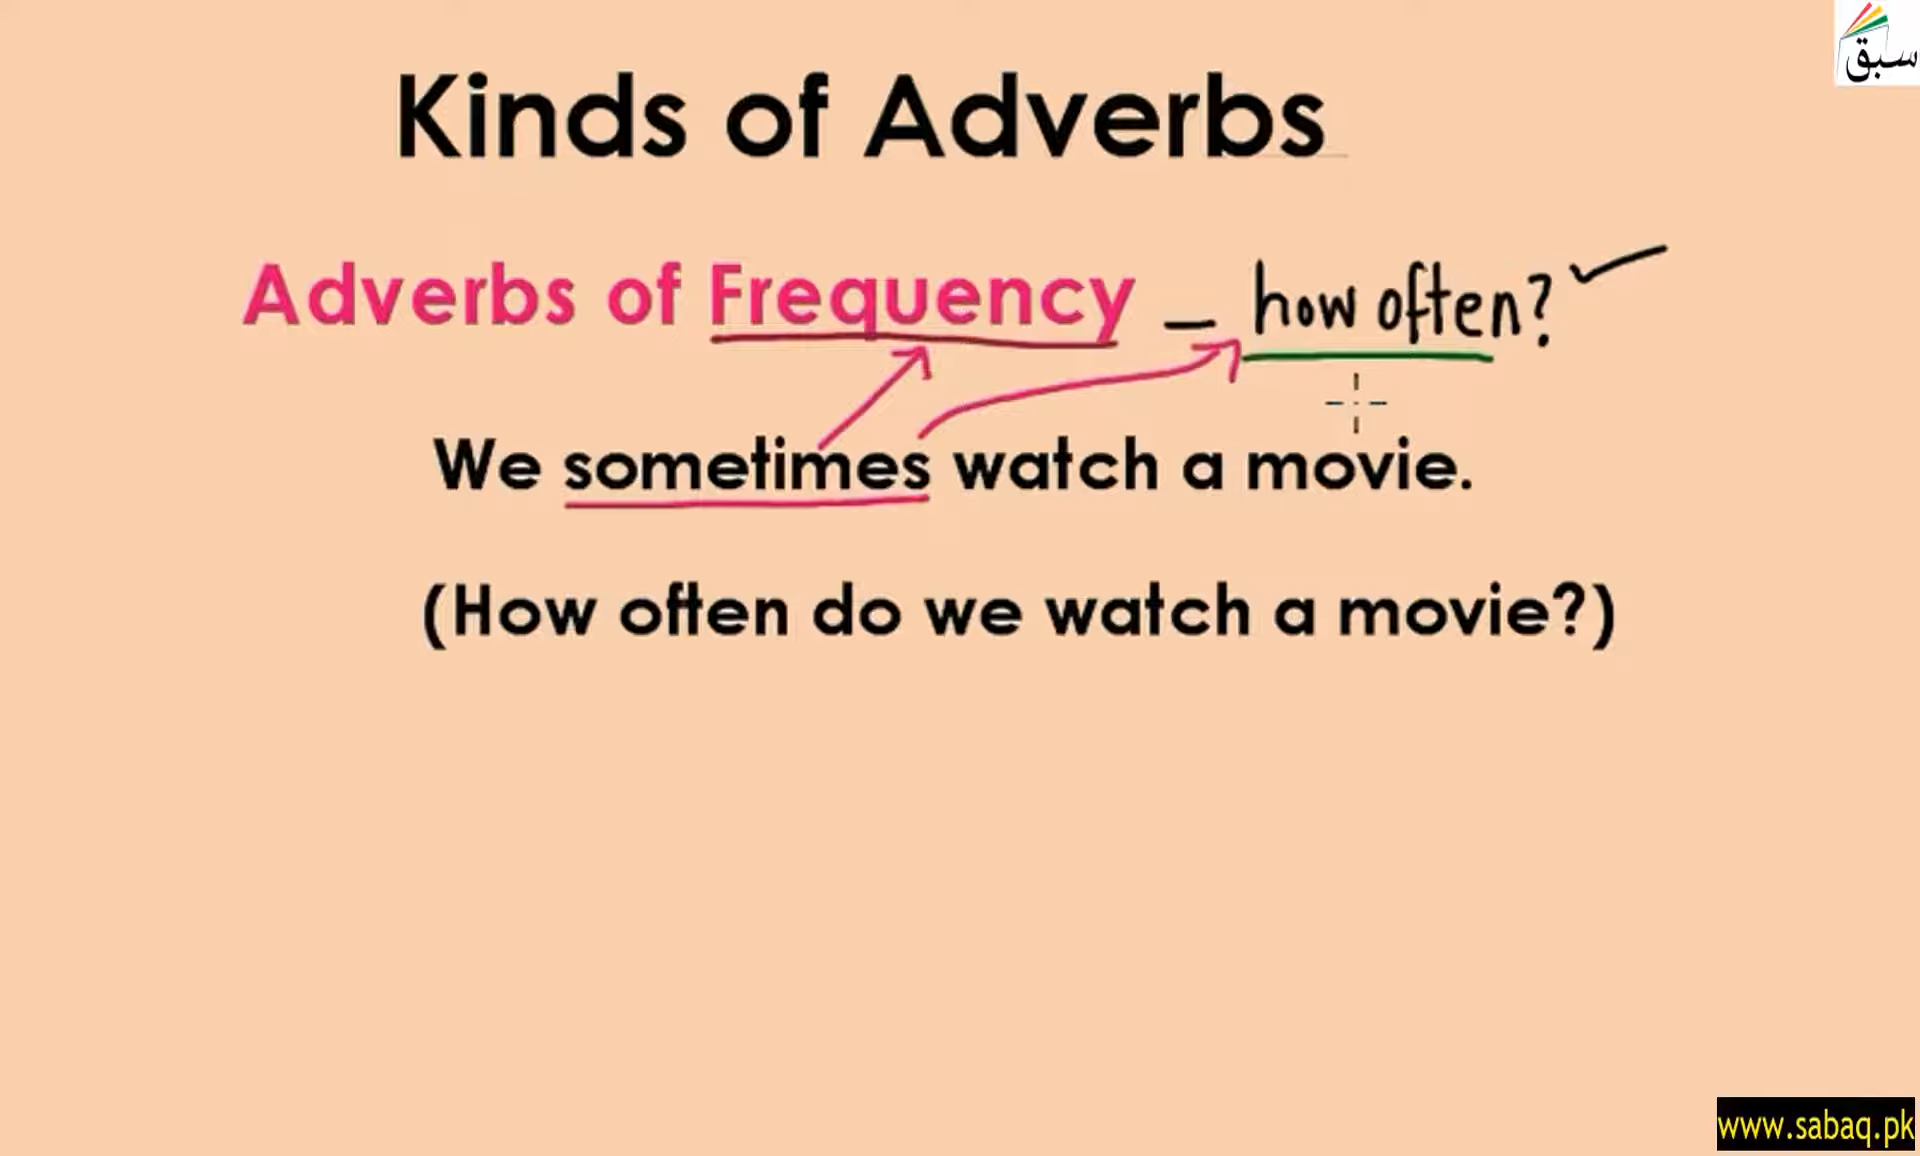 سبق
Kinds of Adverbs
Adverbs of Frequency – how often?
We sometimes watch a movie.
(How often do we watch a movie?)
www.sabaq.pk